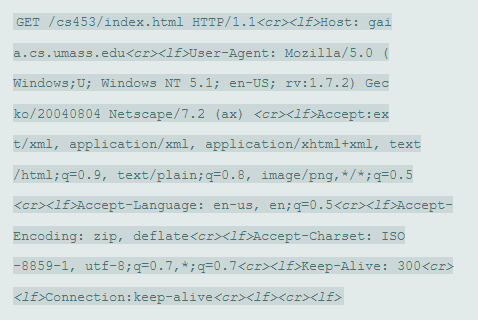 GET /cs453/index.html HTTP/1.1<cr><lf>Host: gai
a.cs.umass.edu<cr><lf>User-Agent: Mozilla/5.0 (
Windows;U; Windows NT 5.1; en-US; rv:1.7.2) Gec
ko/20040804 Netscape/7.2 (ax) <cr><lf>Accept:ex
t/xml, application/xml, application/xhtml+xml, text
/html;q=0.9, text/plain;q=0.8, image/png,*/*;q=0.5
<cr><lf>Accept-Language: en-us, en;q=0.5<cr><lf>Accept-
Encoding: zip, deflate<cr><lf>Accept-Charset: ISO
-8859-1, utf-8;q=0.7,*;q=0.7<cr><lf>Keep-Alive: 300<cr>
<lf>Connection:keep-alive<cr><lf><cr><lf>